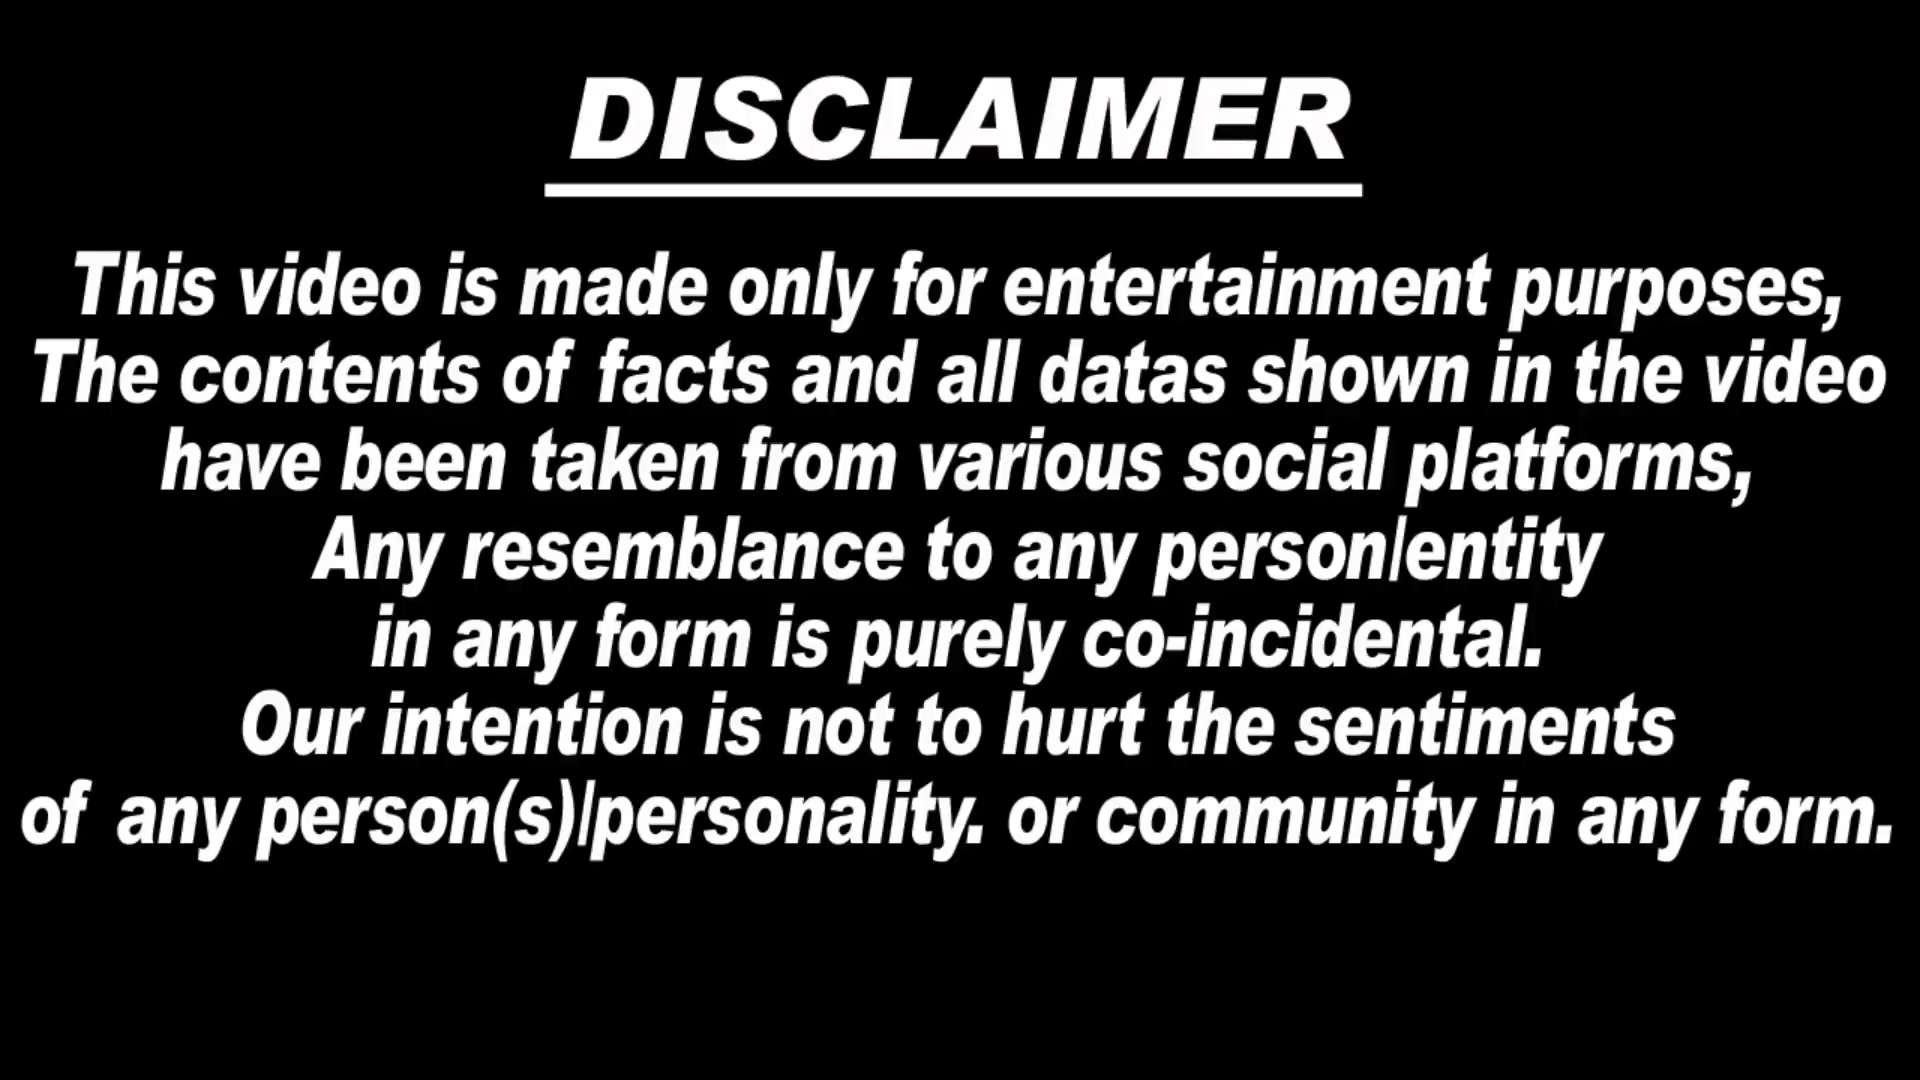 DISCLAIMER
This video is made only for entertainment purposes,
The contents of facts and all datas shown in the video
have been taken from various social platforms,
Any resemblance to any person|entity
in any form is purely co-incidental.
Our intention is not to hurt the sentiments
of any person(s)|personality. or community in any form.